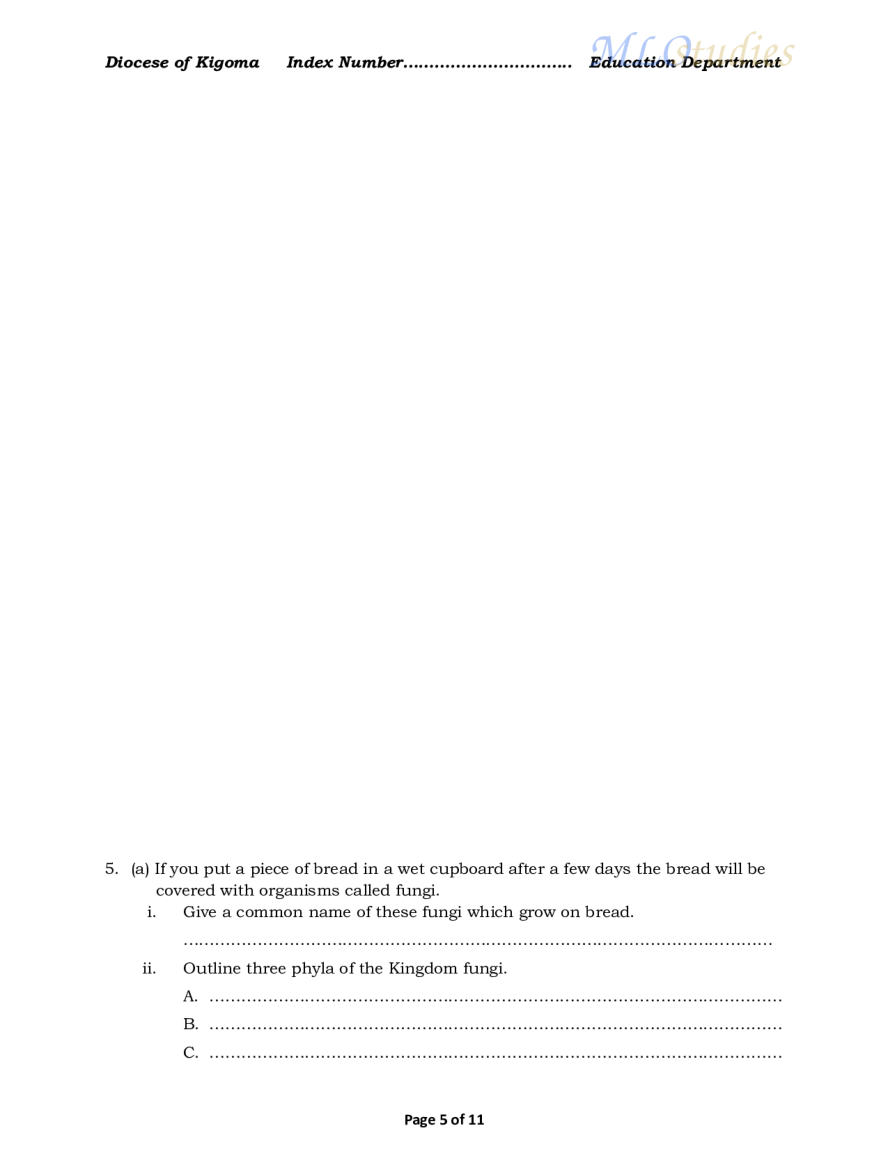 MLOstudies
Diocese of Kigoma Index Number................................ Education Department
5. (a) If you put a piece of bread in a wet cupboard after a few days the bread will be
covered with organisms called fungi.
i. Give a common name of these fungi which grow on bread.
……………………………………………………………………………………………………
ii. Outline three phyla of the Kingdom fungi.
A. …………………………………………………………………………………………………
B. …………………………………………………………………………………………………
C. …………………………………………………………………………………………………
Page 5 of 11